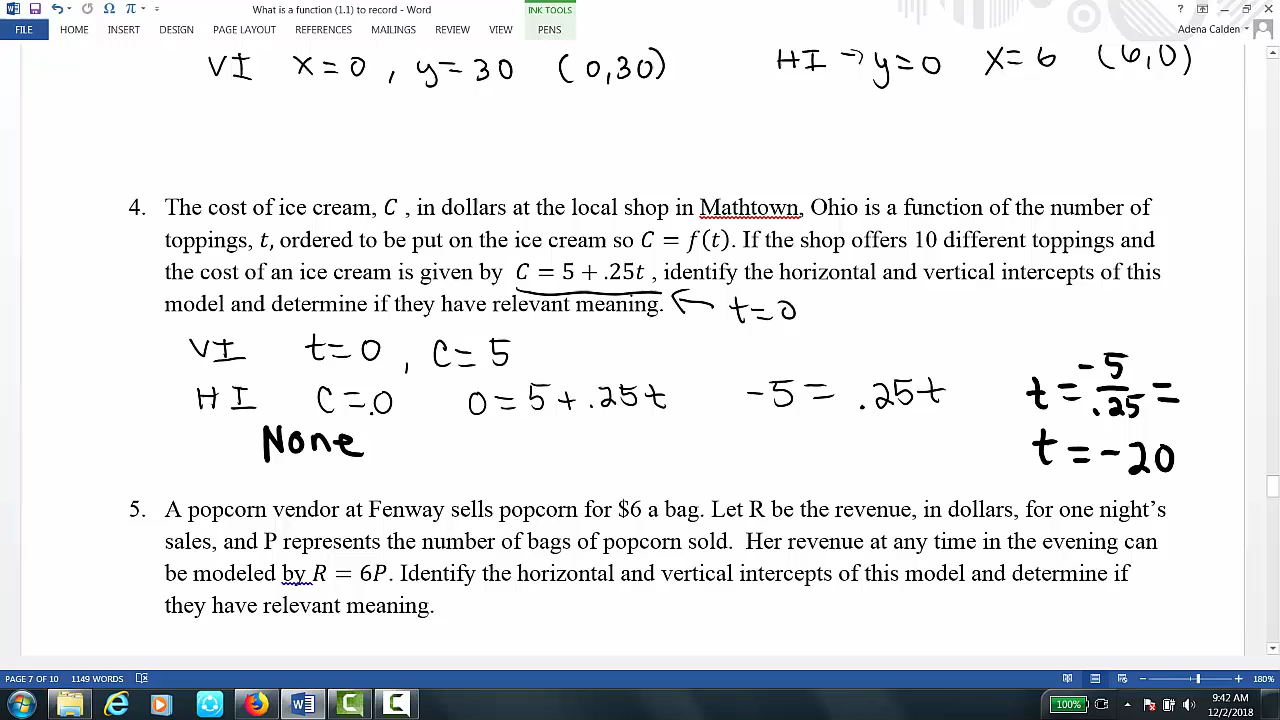 What is a function (1.1) to record - Word
INK TOOLS
FILE HOME INSERT DESIGN PAGE LAYOUT REFERENCES MAILINGS REVIEW VIEW PENS
Adena Calden
VI x=0 , y=30 (0,30) HI → y=0 x=6 (6,0)
4. The cost of ice cream, C , in dollars at the local shop in Mathtown, Ohio is a function of the number of
toppings, t, ordered to be put on the ice cream so C = f(t). If the shop offers 10 different toppings and
the cost of an ice cream is given by C = 5 + .25t , identify the horizontal and vertical intercepts of this
model and determine if they have relevant meaning. ← t=0
VI t=0 , C=5
HI C=0 0=5+.25t -5= .25t t=-5/.25=
None t=-20
5. A popcorn vendor at Fenway sells popcorn for $6 a bag. Let R be the revenue, in dollars, for one night's
sales, and P represents the number of bags of popcorn sold. Her revenue at any time in the evening can
be modeled by R = 6P. Identify the horizontal and vertical intercepts of this model and determine if
they have relevant meaning.
PAGE 7 OF 10 1149 WORDS 180%
100% 9:42 AM
12/2/2018